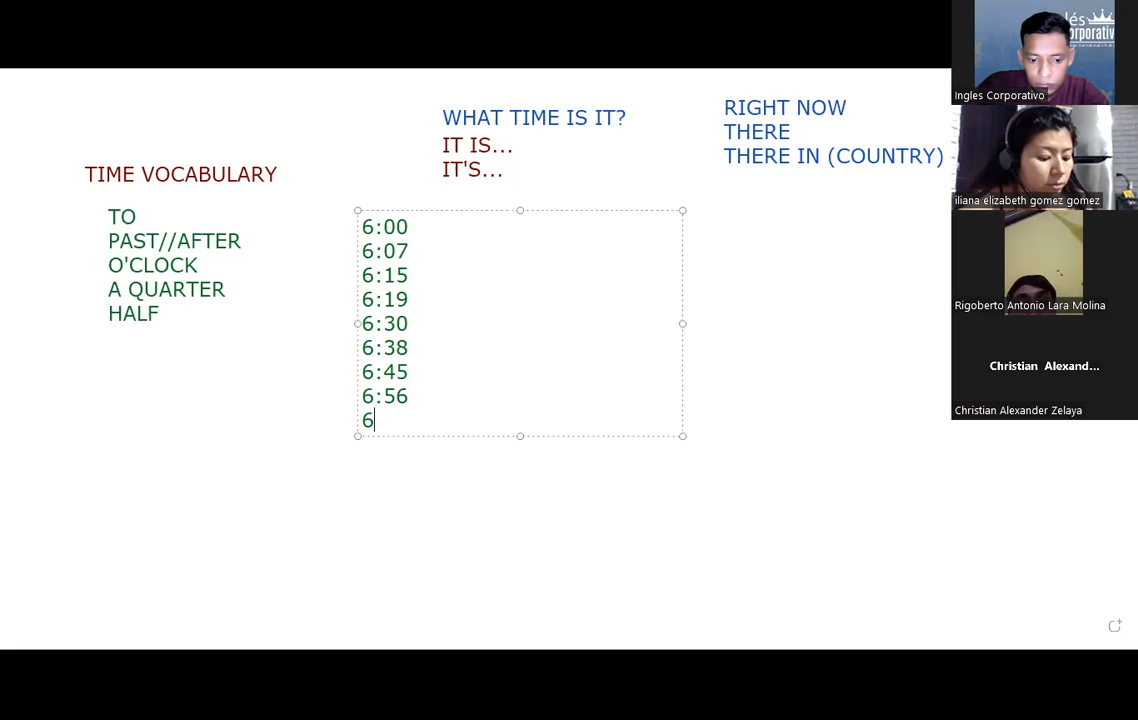 WHAT TIME IS IT?
IT IS...
IT'S...
RIGHT NOW
THERE
THERE IN (COUNTRY)
TIME VOCABULARY
TO
PAST//AFTER
O'CLOCK
A QUARTER
HALF
6:00
6:07
6:15
6:19
6:30
6:38
6:45
6:56
6
Ingles Corporativo
iliana elizabeth gomez gomez
Rigoberto Antonio Lara Molina
Christian Alexand...
Christian Alexander Zelaya